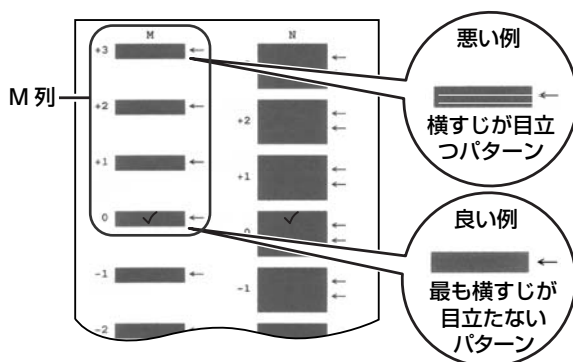 M N
+3
M 列
+2 +2
+1 +1
0 0
-1 -1
-2
悪い例
横すじが目立
つパターン
良い例
最も横すじが
目立たない
パターン